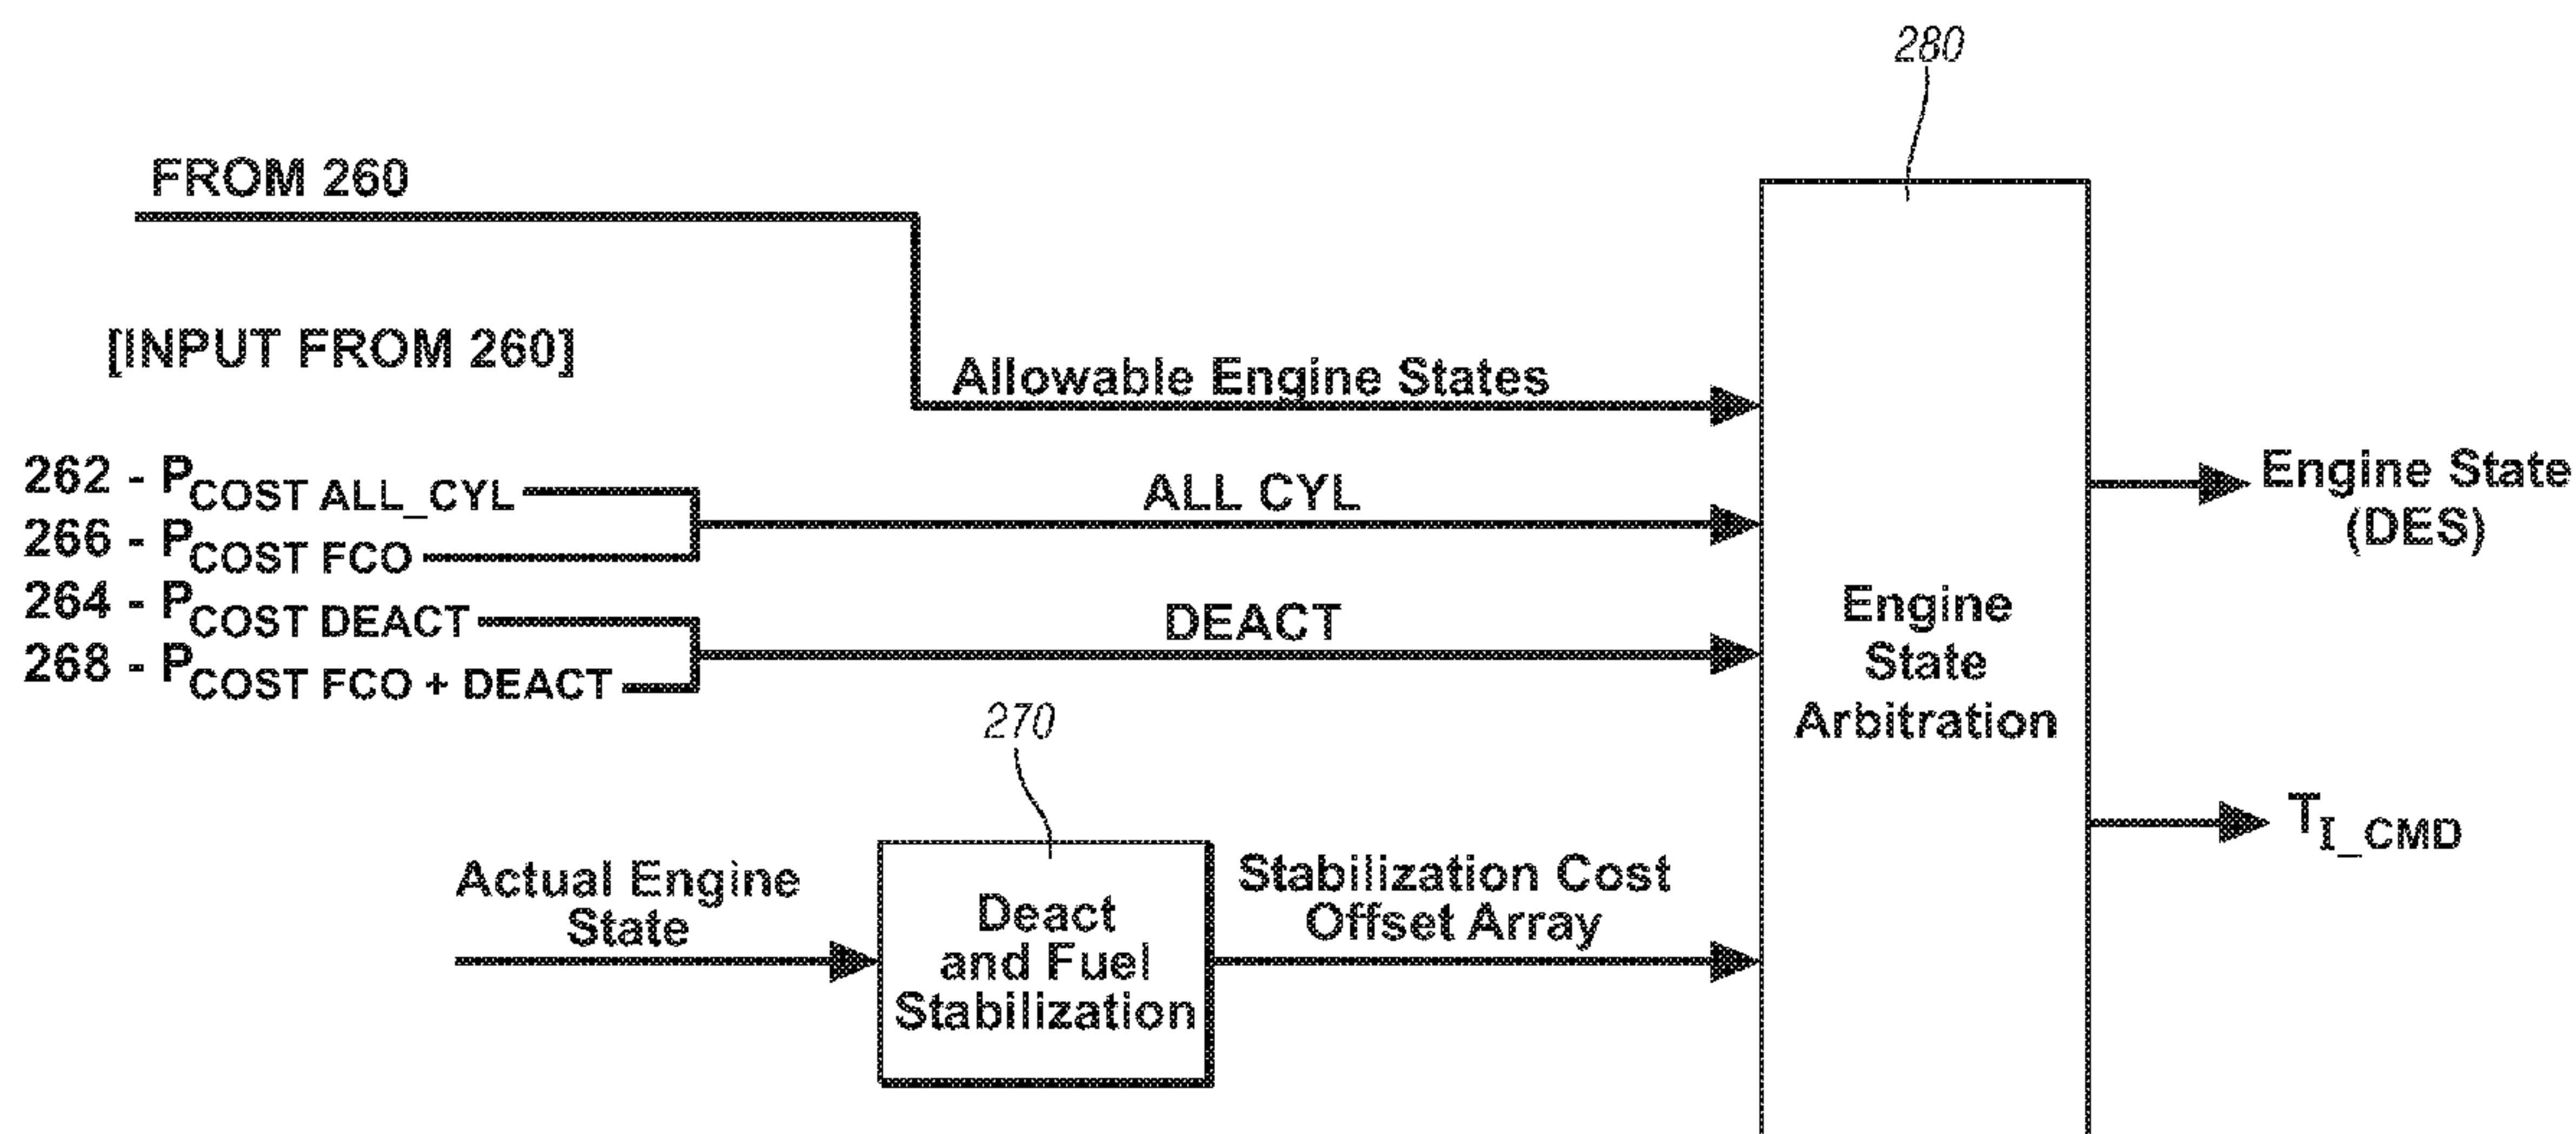 280
FROM 260
[INPUT FROM 260]
Allowable Engine States
262 - PCOST ALL_CYL
266 - PCOST FCO
264 - PCOST DEACT
268 - PCOST FCO + DEACT
ALL CYL
DEACT
Engine
State
Arbitration
Engine State
(DES)
TI_CMD
270
Actual Engine
State
Deact
and Fuel
Stabilization
Stabilization Cost
Offset Array